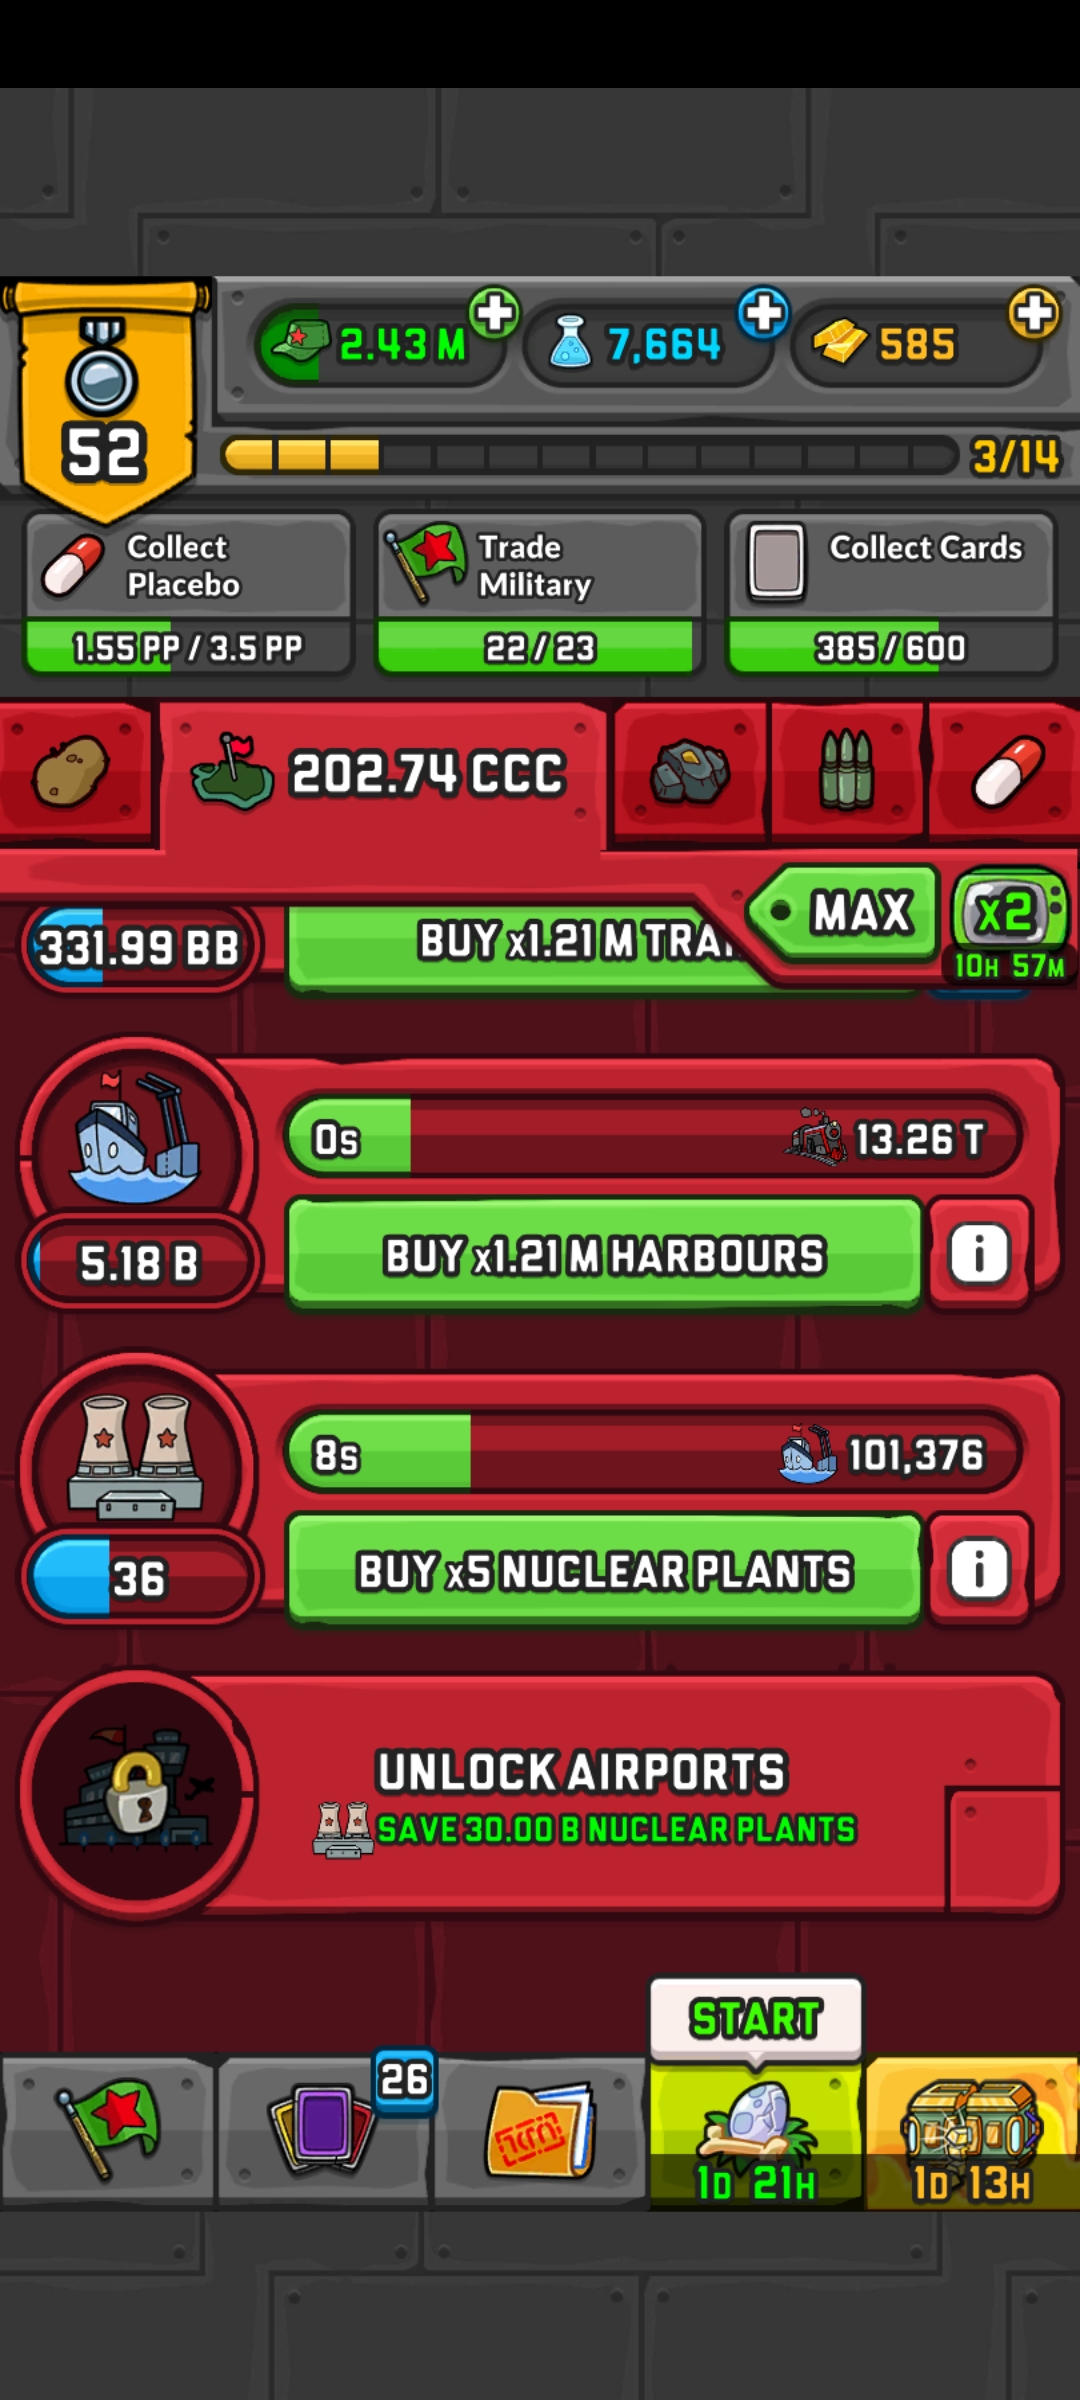 52
2.43 M
7,664
585
3/14
Collect
Placebo
1.55 PP / 3.5 PP
Trade
Military
22 / 23
Collect Cards
385 / 600
202.74 CCC
MAX
x2
10H 57M
331.99 BB
BUY x1.21 M
0s
13.26 T
5.18 B
BUY x1.21 M HARBOURS
i
8s
101,376
36
BUY x5 NUCLEAR PLANTS
i
UNLOCK AIRPORTS
SAVE 30.00 B NUCLEAR PLANTS
START
26
1D 21H
1D 13H